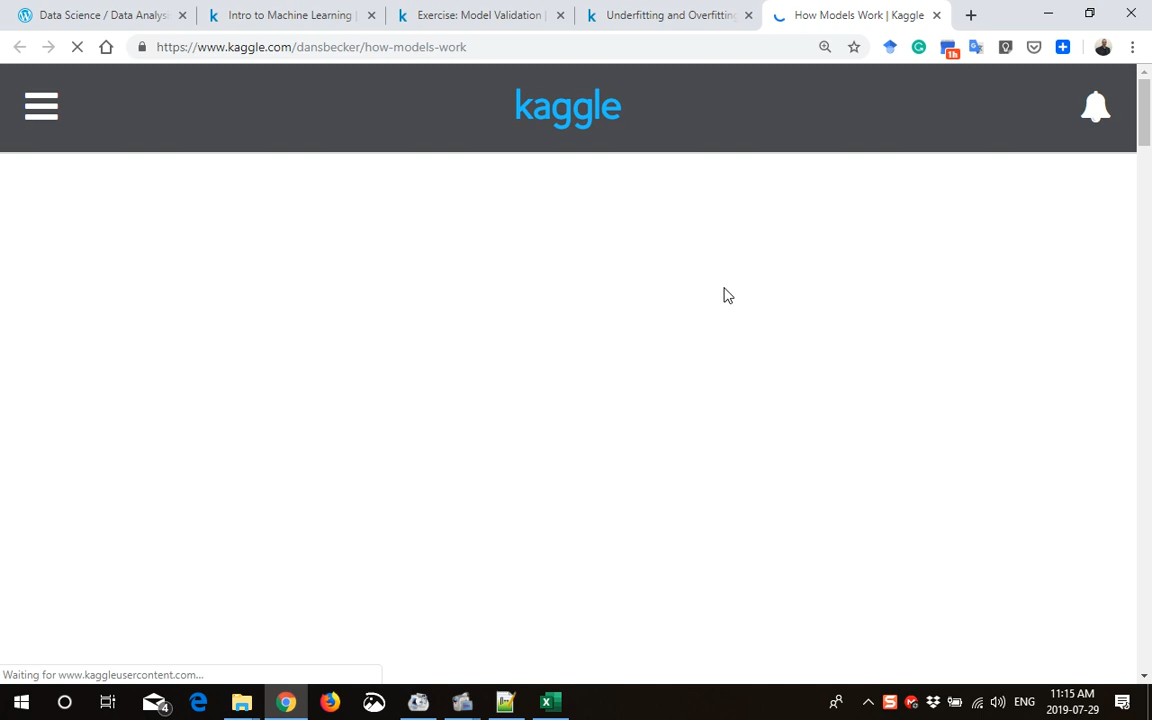 Data Science / Data Analys
Intro to Machine Learning |
Exercise: Model Validation |
Underfitting and Overfitting
How Models Work | Kaggle
https://www.kaggle.com/dansbecker/how-models-work
1h
kaggle
Waiting for www.kaggleusercontent.com...
4
ENG
11:15 AM
2019-07-29